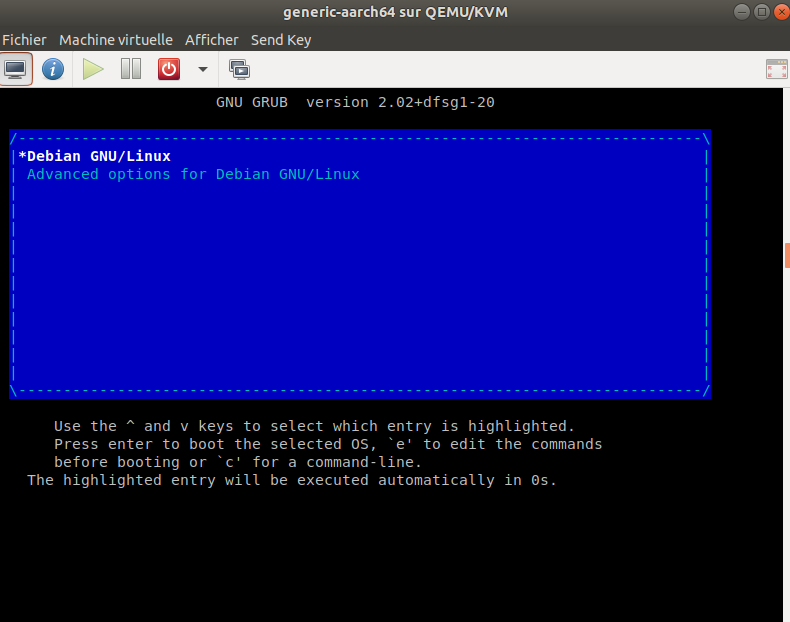 generic-aarch64 sur QEMU/KVM
Fichier Machine virtuelle Afficher Send Key
GNU GRUB version 2.02+dfsg1-20
*Debian GNU/Linux
Advanced options for Debian GNU/Linux
Use the ^ and v keys to select which entry is highlighted.
Press enter to boot the selected OS, `e' to edit the commands
before booting or `c' for a command-line.
The highlighted entry will be executed automatically in 0s.